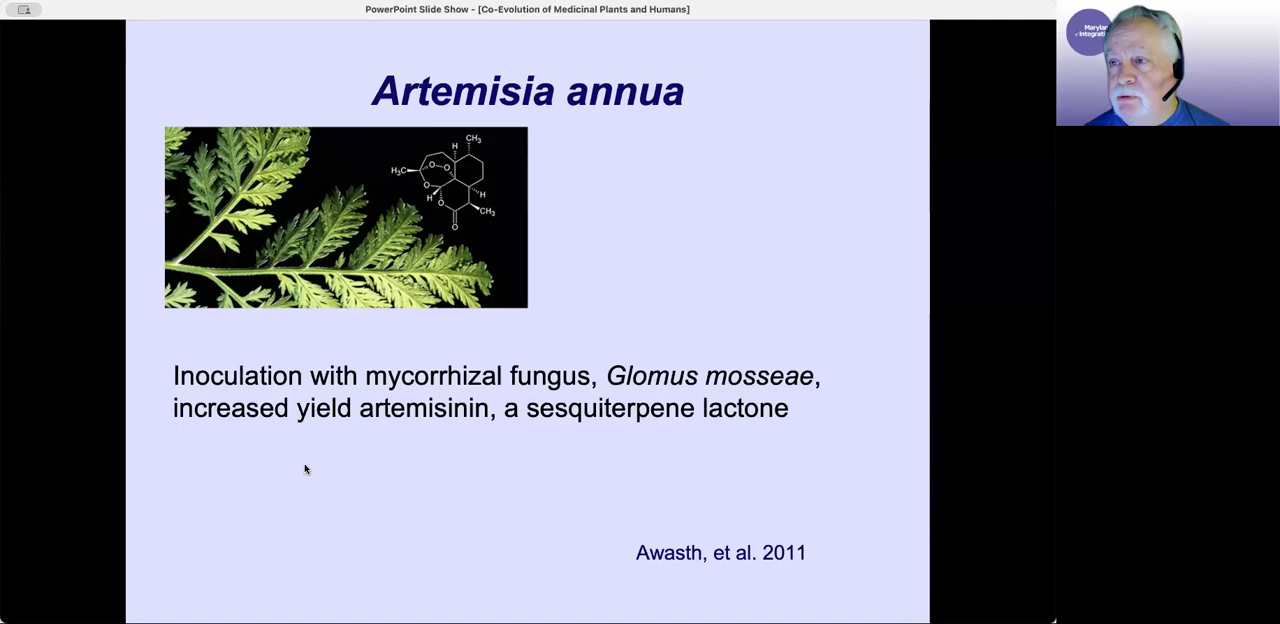 PowerPoint Slide Show - [Co-Evolution of Medicinal Plants and Humans]
Artemisia annua
CH3
H
H3C
O
O
O
H
H
O
CH3
O
Inoculation with mycorrhizal fungus, Glomus mosseae,
increased yield artemisinin, a sesquiterpene lactone
Awasth, et al. 2011